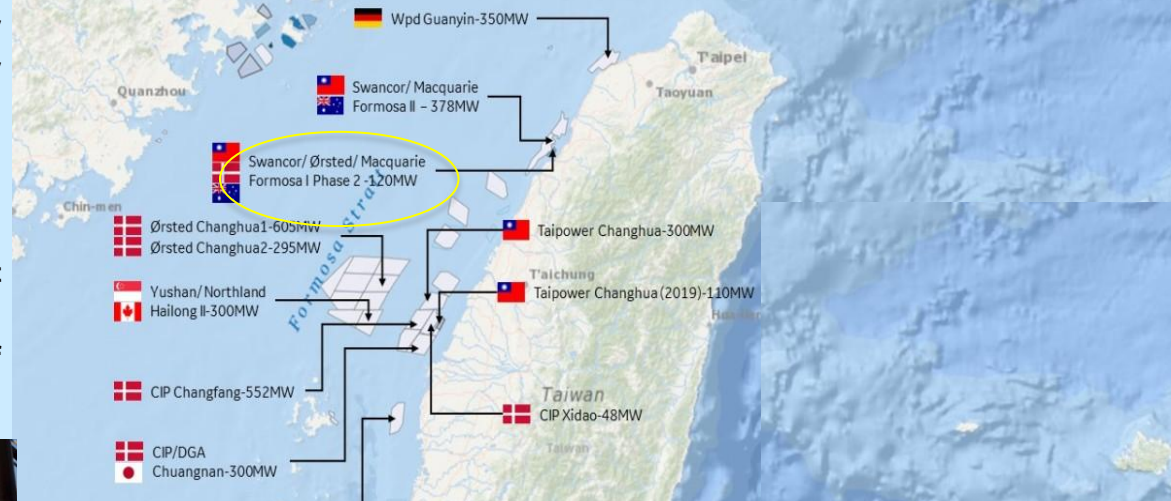 Wpd Guanyin-350MW
T'aipei
Quanzhou
Taoyuan
Swancor/ Macquarie
Formosa II – 378MW
Swancor/ Ørsted/ Macquarie
Formosa I Phase 2 -120MW
Chin-men
Formosa Strait
Ørsted Changhua1-605MW
Ørsted Changhua2-295MW
Taipower Changhua-300MW
T'aichung
Yushan/ Northland
Hailong II-300MW
Taipower Changhua (2019)-110MW
CIP Changfang-552MW
Taiwan
CIP Xidao-48MW
Taiwan
CIP/DGA
Chuangnan-300MW